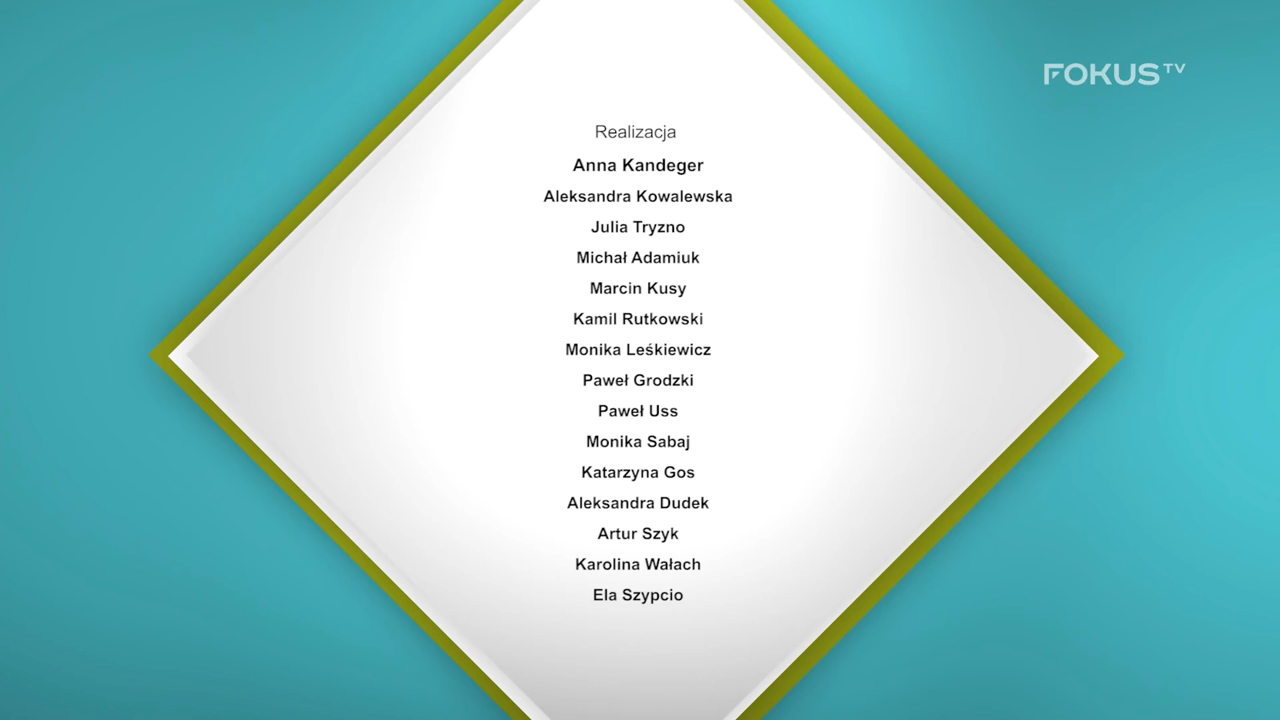 FOKUS TV
Realizacja
Anna Kandeger
Aleksandra Kowalewska
Julia Tryzno
Michał Adamiuk
Marcin Kusy
Kamil Rutkowski
Monika Leśkiewicz
Paweł Grodzki
Paweł Uss
Monika Sabaj
Katarzyna Gos
Aleksandra Dudek
Artur Szyk
Karolina Wałach
Ela Szypcio